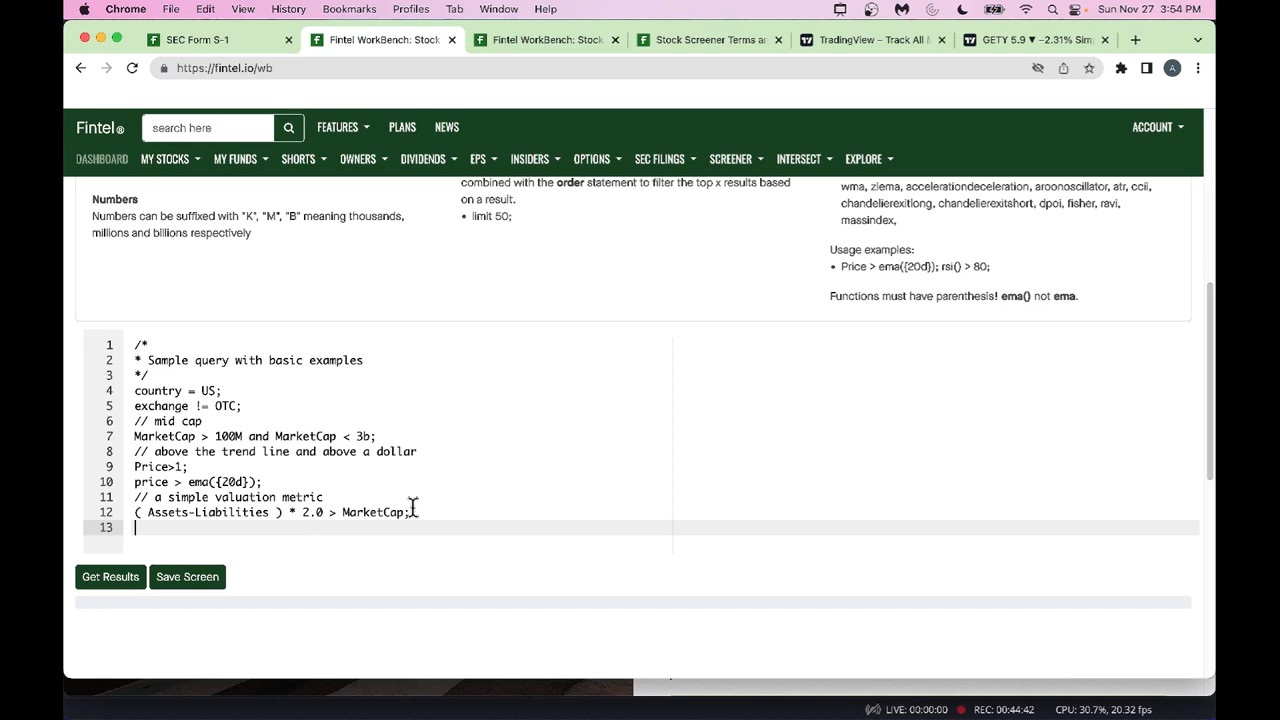 Chrome File Edit View History Bookmarks Profiles Tab Window Help Sun Nov 27 3:54 PM
SEC Form S-1 Fintel WorkBench: Stock Fintel WorkBench: Stock Stock Screener Terms a TradingView – Track All M GETY 5.9 ▼ −2.31% Sim
https://fintel.io/wb A
Fintel® search here FEATURES PLANS NEWS ACCOUNT
DASHBOARD MY STOCKS MY FUNDS SHORTS OWNERS DIVIDENDS EPS INSIDERS OPTIONS SEC FILINGS SCREENER INTERSECT EXPLORE
Numbers
Numbers can be suffixed with "K", "M", "B" meaning thousands,
millions and billions respectively
combined with the order statement to filter the top x results based
on a result.
• limit 50;
wma, zlema, accelerationdeceleration, aroonoscillator, atr, ccii,
chandelierexitlong, chandelierexitshort, dpoi, fisher, ravi,
massindex,
Usage examples:
• Price > ema({20d}); rsi() > 80;
Functions must have parenthesis! ema() not ema.
1 /*
2 * Sample query with basic examples
3 */
4 country = US;
5 exchange != OTC;
6 // mid cap
7 MarketCap > 100M and MarketCap < 3b;
8 // above the trend line and above a dollar
9 Price>1;
10 price > ema({20d});
11 // a simple valuation metric
12 ( Assets-Liabilities ) * 2.0 > MarketCap;
13
Get Results Save Screen
LIVE: 00:00:00 REC: 00:44:42 CPU: 30.7%, 20.32 fps